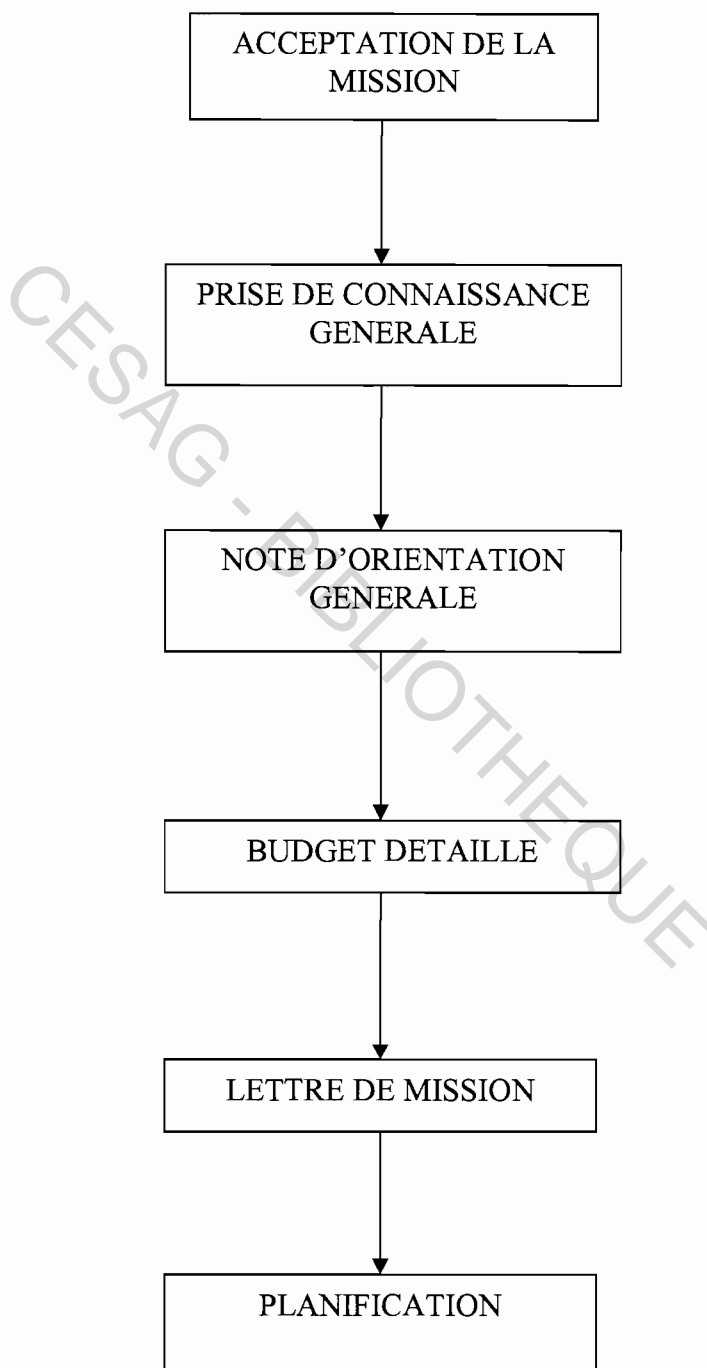 ACCEPTATION DE LA
MISSION
PRISE DE CONNAISSANCE
GENERALE
NOTE D'ORIENTATION
GENERALE
BUDGET DETAILLE
LETTRE DE MISSION
PLANIFICATION
CESAG - BIBLIOTHEQUE